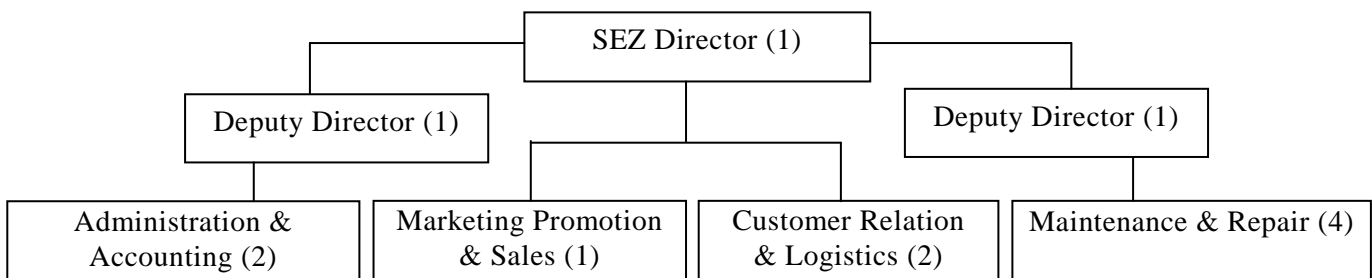 SEZ Director (1)
Deputy Director (1)
Deputy Director (1)
Administration &
Accounting (2)
Marketing Promotion
& Sales (1)
Customer Relation
& Logistics (2)
Maintenance & Repair (4)